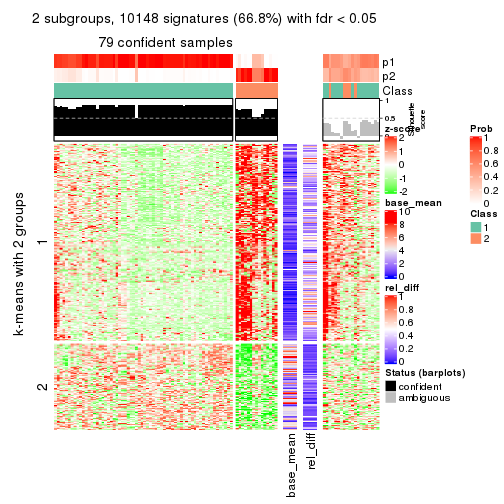 2 subgroups, 10148 signatures (66.8%) with fdr < 0.05
79 confident samples
p1
p2
Class
1
0.5
0
Silhouette
score
k-means with 2 groups
1
2
base_mean
rel_diff
z-score
2
1
0
-1
-2
base_mean
10
8
6
4
2
0
rel_diff
1
0.8
0.6
0.4
0.2
0
Status (barplots)
confident
ambiguous
Prob
1
0.8
0.6
0.4
0.2
0
Class
1
2